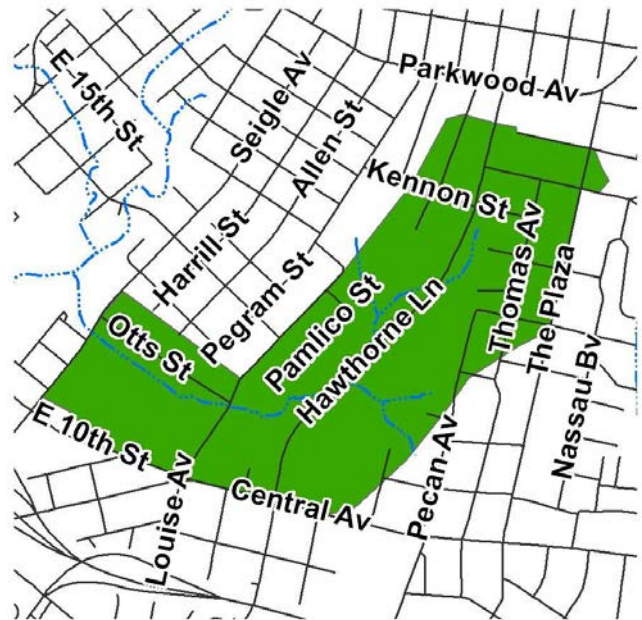 E 15th St
Seigle Av
Parkwood Av
Allen St
Kennon St
Harrill St
Pegram St
Thomas Av
The Plaza
Pamlico St
Hawthorne Ln
Otts St
Nassau Bv
E 10th St
Louise Av
Central Av
Pecan Av